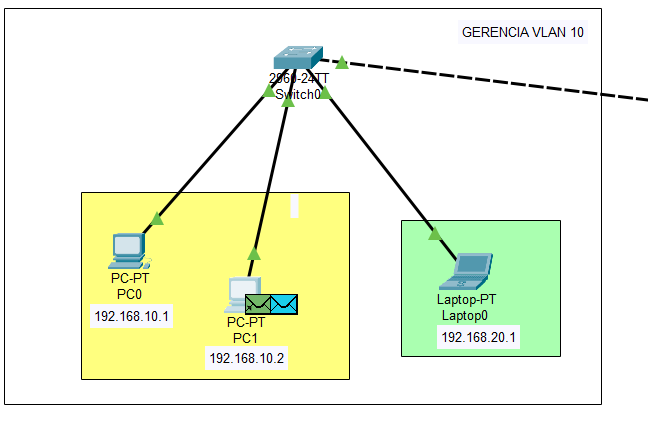 GERENCIA VLAN 10
2960-24TT
Switch0
PC-PT
PC0
192.168.10.1
PC-PT
PC1
192.168.10.2
Laptop-PT
Laptop0
192.168.20.1